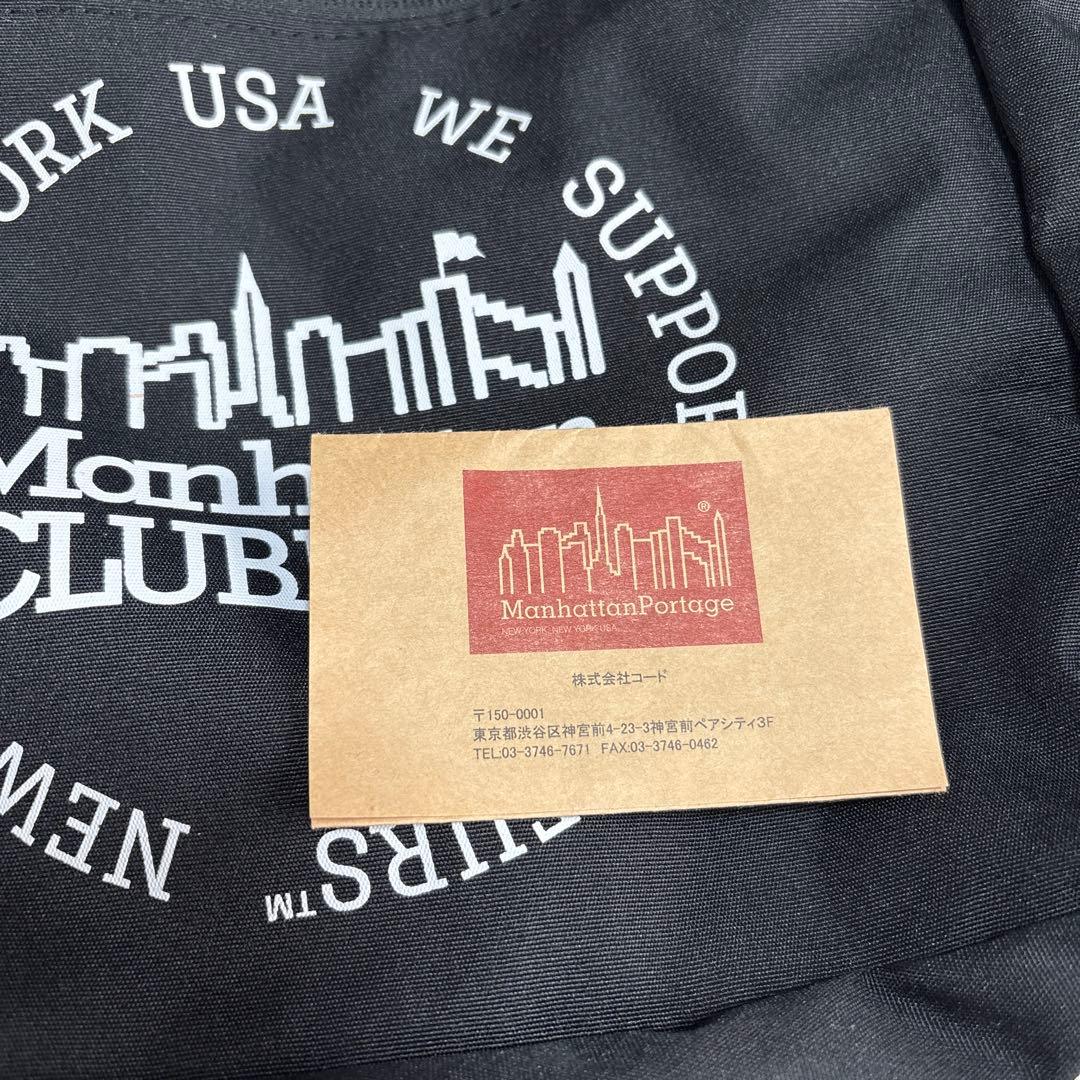 ORK USA WE SUPPOR
Manh
CLUB
EURS™
NEW
®
ManhattanPortage
NEW YORK, NEW YORK USA
株式会社コード
〒150-0001
東京都渋谷区神宮前4-23-3神宮前ペアシティ3F
TEL:03-3746-7671 FAX:03-3746-0462